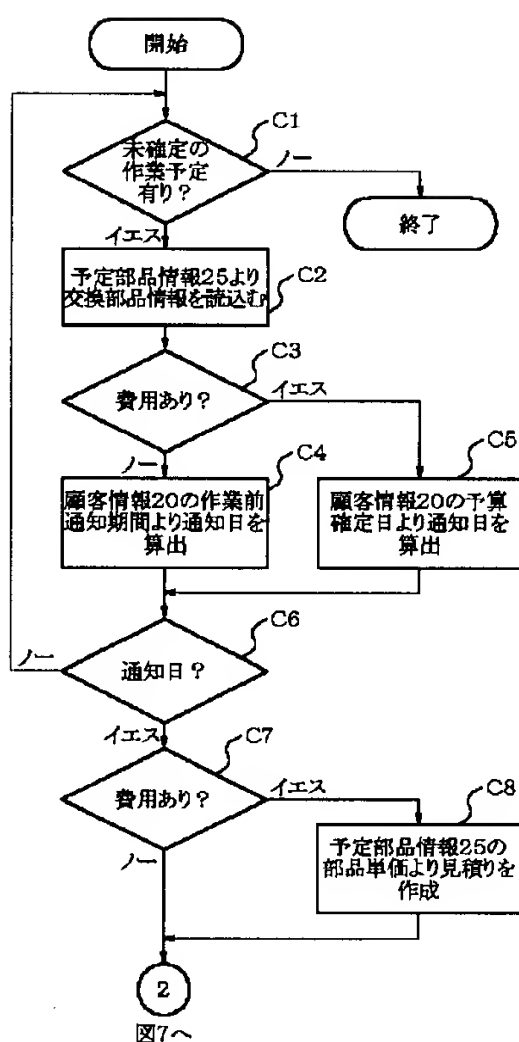 開始
C1
未確定の
作業予定
有り？
ノー
終了
イエス
予定部品情報25より
交換部品情報を読込む
C2
C3
費用あり？
イエス
ノー
C4
顧客情報20の作業前
通知期間より通知日を
算出
C5
顧客情報20の予算
確定日より通知日を
算出
C6
通知日？
ノー
イエス
C7
費用あり？
イエス
ノー
C8
予定部品情報25の
部品単価より見積りを
作成
2
図7へ